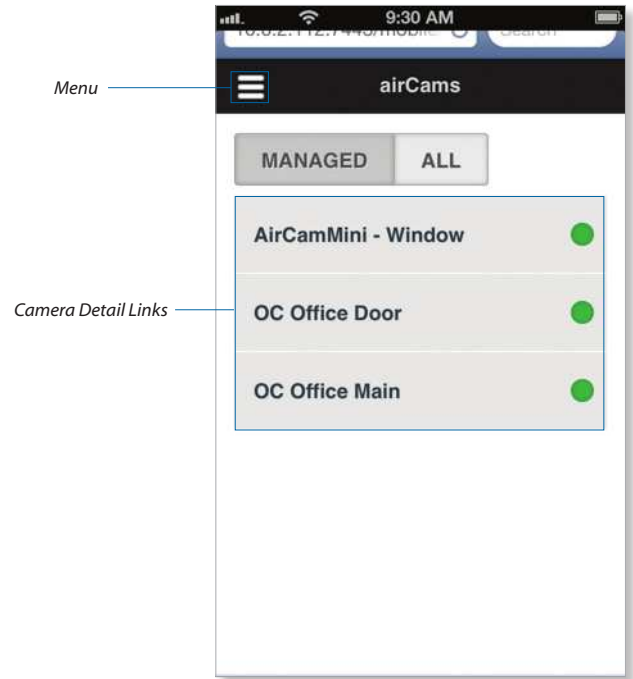 9:30 AM
Menu
airCams
MANAGED ALL
AirCamMini - Window
Camera Detail Links
OC Office Door
OC Office Main